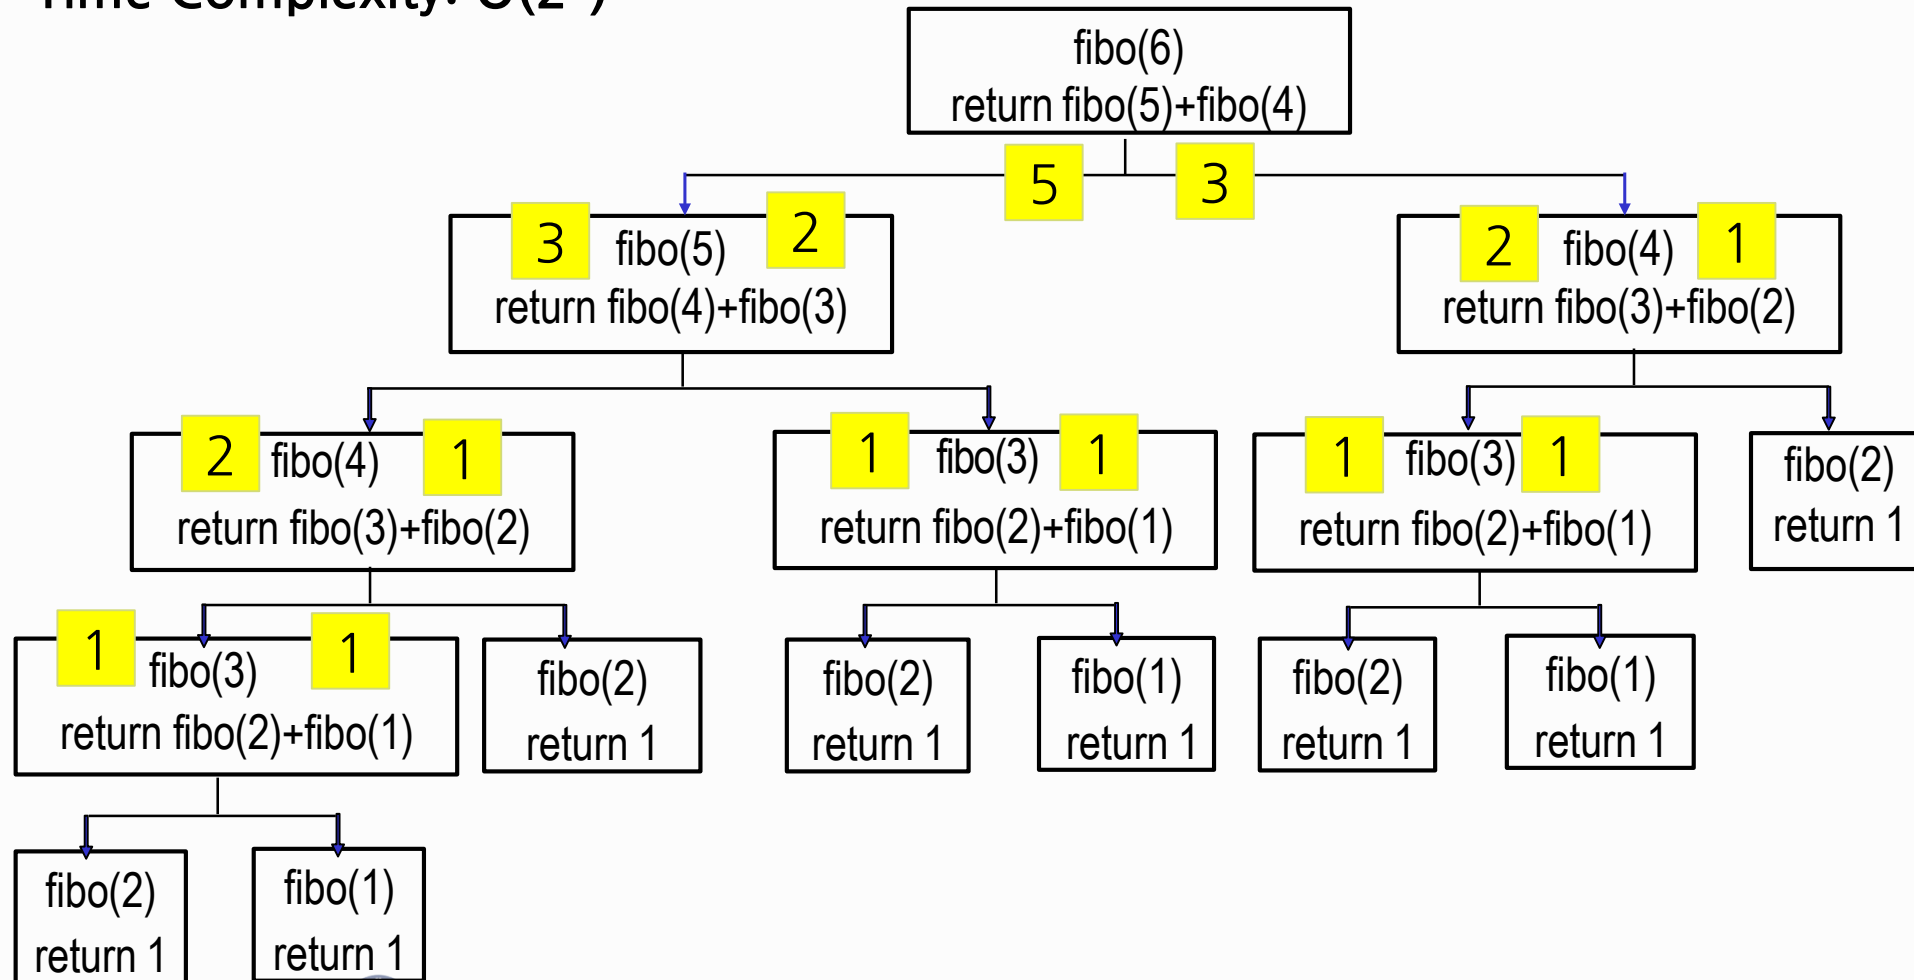 Time Complexity: O(2
fibo(6)
return fibo(5)+fibo(4)
5 3
3 fibo(5) 2
return fibo(4)+fibo(3)
2 fibo(4) 1
return fibo(3)+fibo(2)
2 fibo(4) 1
return fibo(3)+fibo(2)
1 fibo(3) 1
return fibo(2)+fibo(1)
1 fibo(3) 1
return fibo(2)+fibo(1)
fibo(2)
return 1
1 fibo(3) 1
return fibo(2)+fibo(1)
fibo(2)
return 1
fibo(2)
return 1
fibo(1)
return 1
fibo(2)
return 1
fibo(1)
return 1
fibo(2)
return 1
fibo(1)
return 1